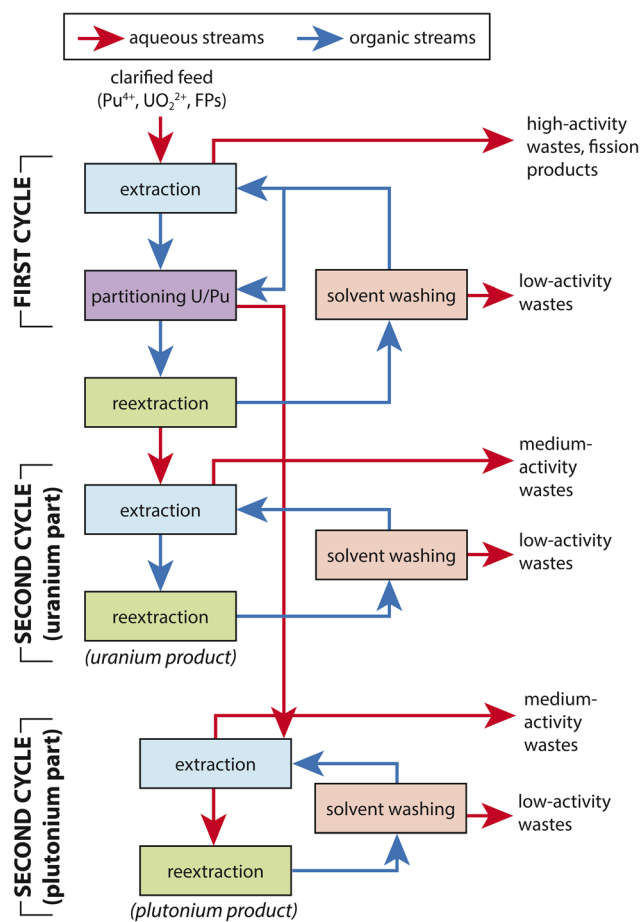 aqueous streams
organic streams
clarified feed
(Pu⁴⁺, UO₂²⁺, FPs)
high-activity
wastes, fission
products
FIRST CYCLE
extraction
partitioning U/Pu
solvent washing
low-activity
wastes
reextraction
medium-
activity
wastes
SECOND CYCLE
(uranium part)
extraction
solvent washing
low-activity
wastes
reextraction
(uranium product)
medium-
activity
wastes
SECOND CYCLE
(plutonium part)
extraction
solvent washing
low-activity
wastes
reextraction
(plutonium product)